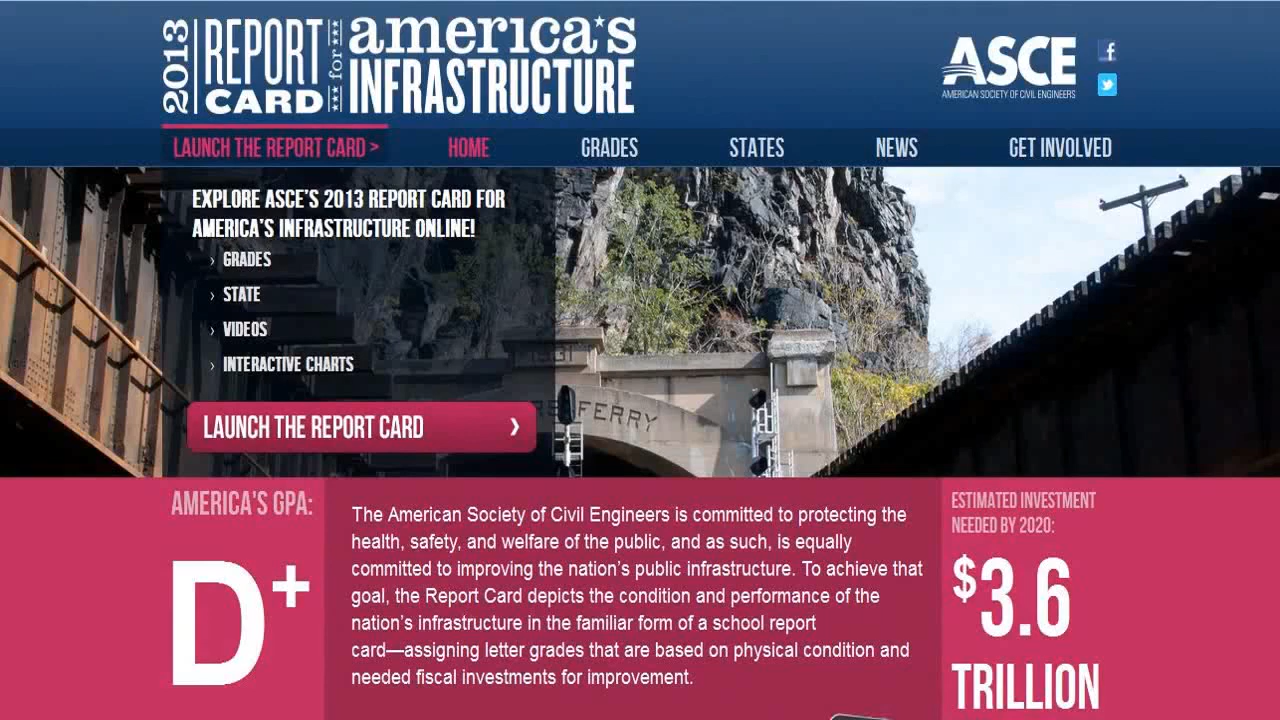 2013 REPORT CARD for america's INFRASTRUCTURE
ASCE
AMERICAN SOCIETY OF CIVIL ENGINEERS
LAUNCH THE REPORT CARD >
HOME
GRADES
STATES
NEWS
GET INVOLVED
EXPLORE ASCE'S 2013 REPORT CARD FOR
AMERICA'S INFRASTRUCTURE ONLINE!
› GRADES
› STATE
› VIDEOS
› INTERACTIVE CHARTS
LAUNCH THE REPORT CARD ›
FERRY
AMERICA'S GPA:
D+
The American Society of Civil Engineers is committed to protecting the
health, safety, and welfare of the public, and as such, is equally
committed to improving the nation's public infrastructure. To achieve that
goal, the Report Card depicts the condition and performance of the
nation's infrastructure in the familiar form of a school report
card—assigning letter grades that are based on physical condition and
needed fiscal investments for improvement.
ESTIMATED INVESTMENT
NEEDED BY 2020:
$3.6
TRILLION